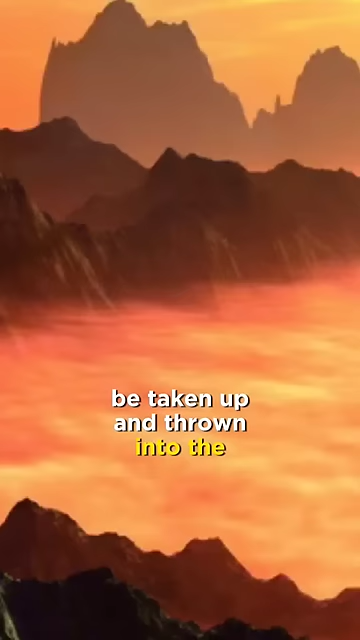 be taken up
and thrown
into the